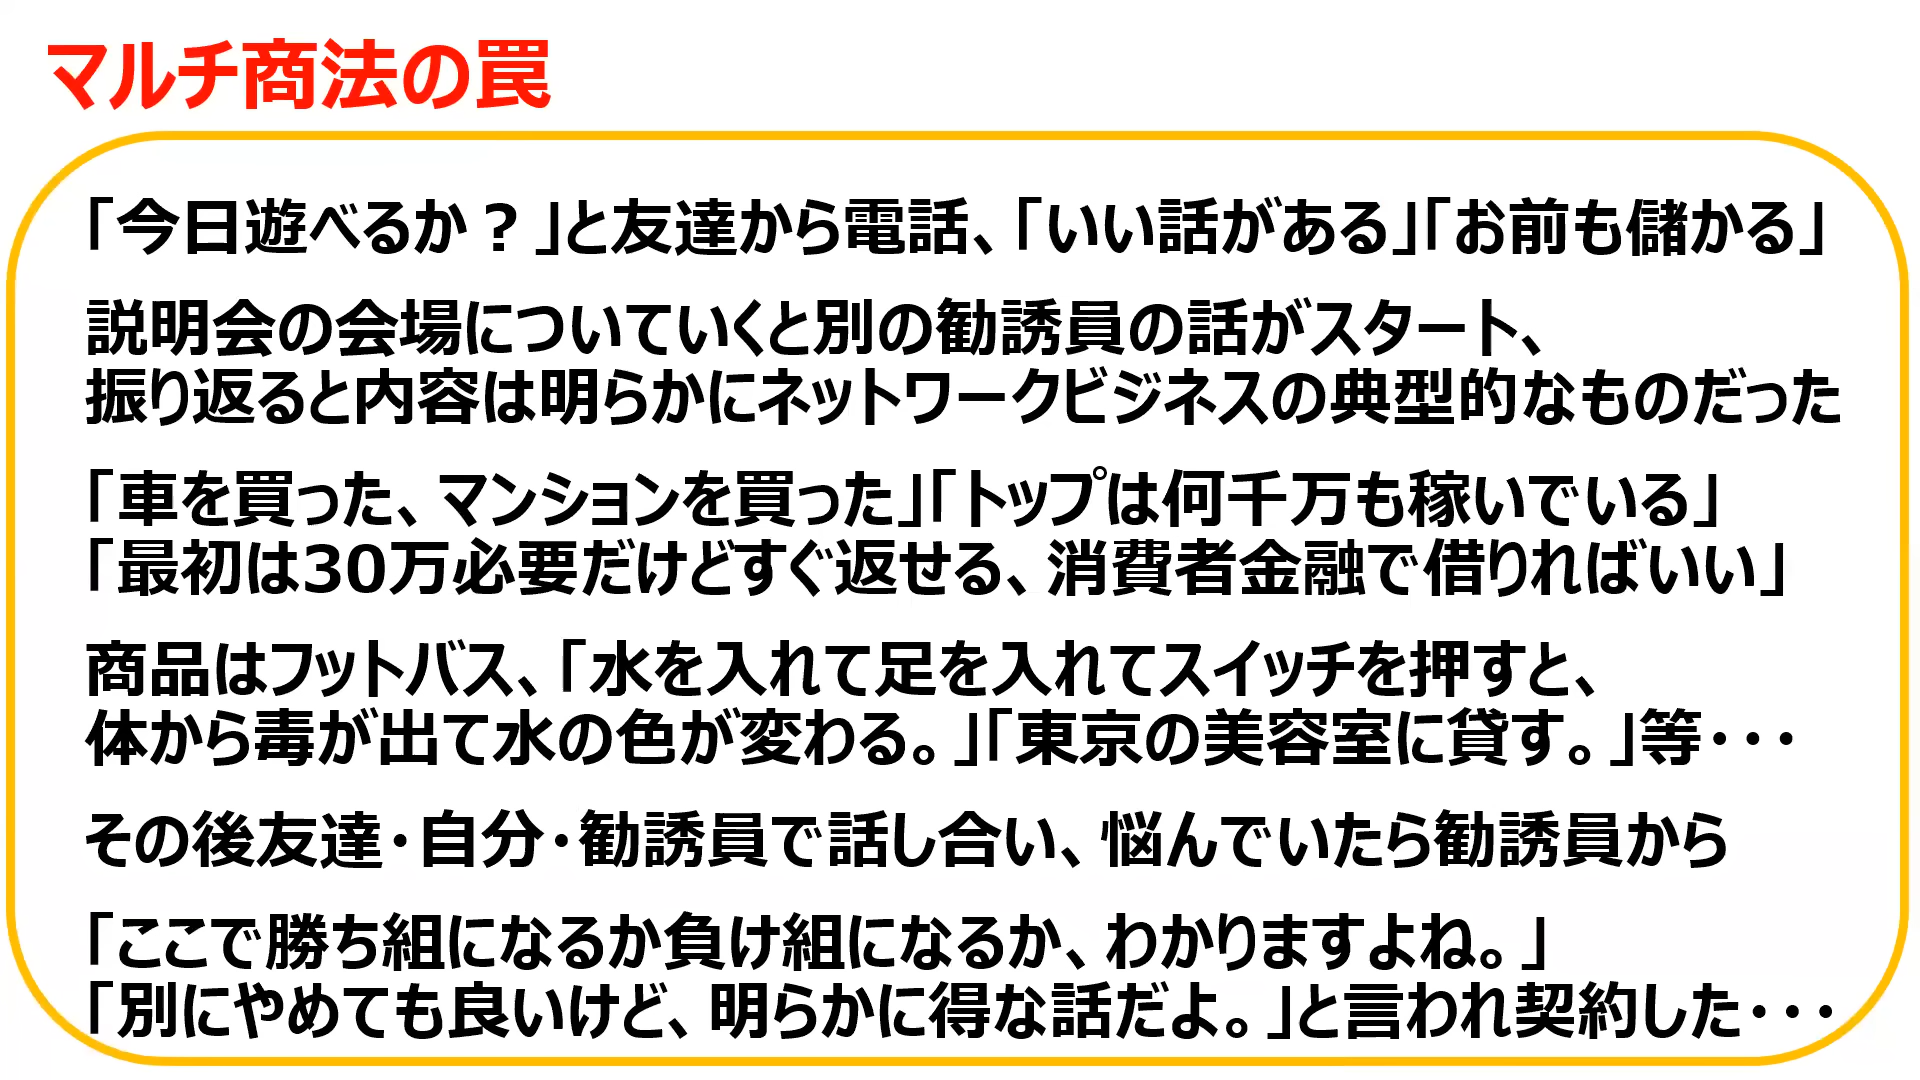 マルチ商法の罠
「今日遊べるか？」と友達から電話、「いい話がある」「お前も儲かる」
説明会の会場についていくと別の勧誘員の話がスタート、
振り返ると内容は明らかにネットワークビジネスの典型的なものだった
「車を買った、マンションを買った」「トップは何千万も稼いでいる」
「最初は30万必要だけどすぐ返せる、消費者金融で借りればいい」
商品はフットバス、「水を入れて足を入れてスイッチを押すと、
体から毒が出て水の色が変わる。」「東京の美容室に貸す。」等・・・
その後友達・自分・勧誘員で話し合い、悩んでいたら勧誘員から
「ここで勝ち組になるか負け組になるか、わかりますよね。」
「別にやめても良いけど、明らかに得な話だよ。」と言われ契約した・・・